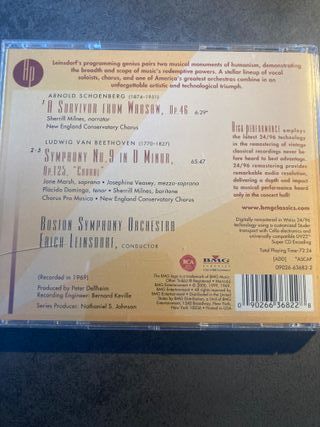 hp
Leinsdorf's programming genius pairs two musical monuments of humanism, demonstrating
the breadth and scope of music's redemptive powers. A stellar lineup of vocal
soloists, chorus, and one of America's greatest orchestras combine in an
unforgettable artistic and technological triumph.
ARNOLD SCHOENBERG (1874-1951)
1 A SURVIVOR FROM WARSAW, OP.46 6:29*
Sherrill Milnes, narrator
New England Conservatory Chorus
LUDWIG VAN BEETHOVEN (1770-1827)
2-5 SYMPHONY NO.9 IN D MINOR, 65:47
OP.125, "CHORAL"
Jane Marsh, soprano • Josephine Veasey, mezzo-soprano
Plácido Domingo, tenor • Sherrill Milnes, baritone
Chorus Pro Musica • New England Conservatory Chorus
BOSTON SYMPHONY ORCHESTRA
ERICH LEINSDORF, CONDUCTOR
(Recorded in 1969)
Produced by Peter Dellheim
Recording Engineer: Bernard Keville
Series Producer: Nathaniel S. Johnson
HIGH PERFORMANCE employs the
latest 24/96 technology
in the remastering of vintage
classical recordings never
before heard to best advantage.
24/96 remastering provides
remarkable audio resolution,
delivering a depth and impact
to musical performance heard
only in the concert hall!
www.bmgclassics.com
Digitally remastered in Weiss 24/96
technology using a customized Studer
transport with Cello electronics and
universally compatible UV22™
Super CD Encoding
Total Playing Time: 72:24
[ADD] *ASCAP
09026-63682-2
RCA
BMG
CLASSICS
0 90266 36822 8